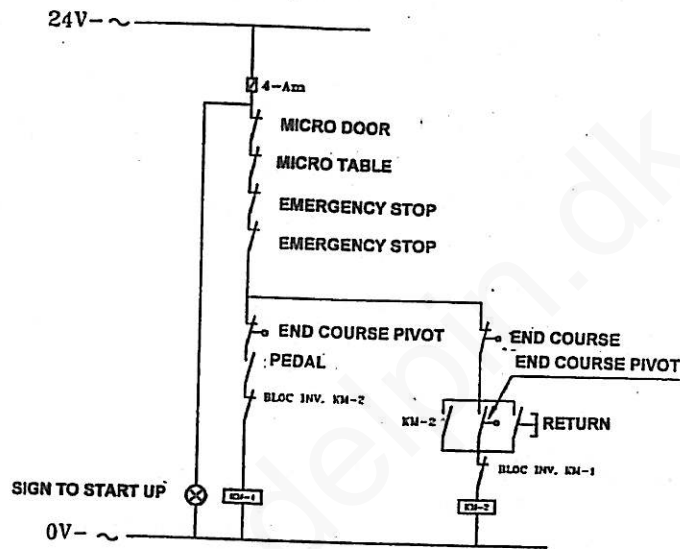 24V- ~
4-Am
MICRO DOOR
MICRO TABLE
EMERGENCY STOP
EMERGENCY STOP
END COURSE PIVOT
END COURSE
END COURSE PIVOT
PEDAL
BLOC INV. KM-2
KM-2
RETURN
BLOC INV. KM-1
SIGN TO START UP
KM-1
KM-2
0V- ~
delpin.dk